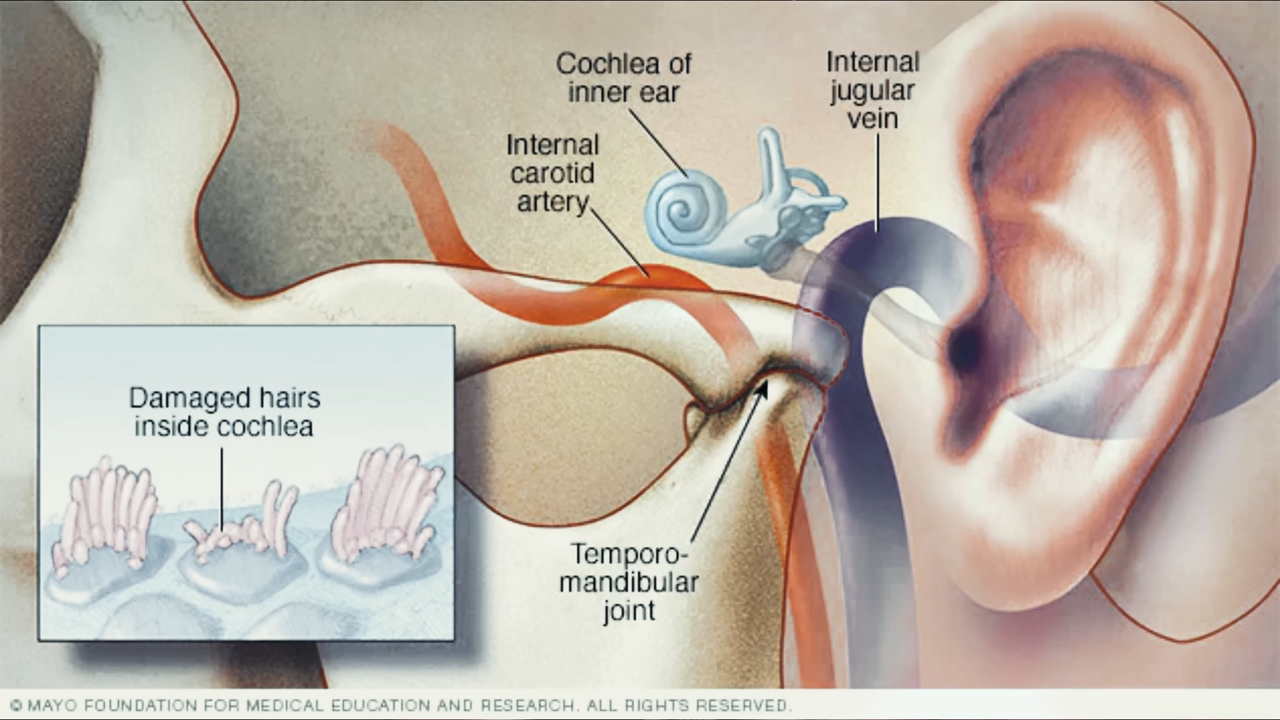 Cochlea of
inner ear
Internal
jugular
vein
Internal
carotid
artery
Damaged hairs
inside cochlea
Temporo-
mandibular
joint
© MAYO FOUNDATION FOR MEDICAL EDUCATION AND RESEARCH. ALL RIGHTS RESERVED.